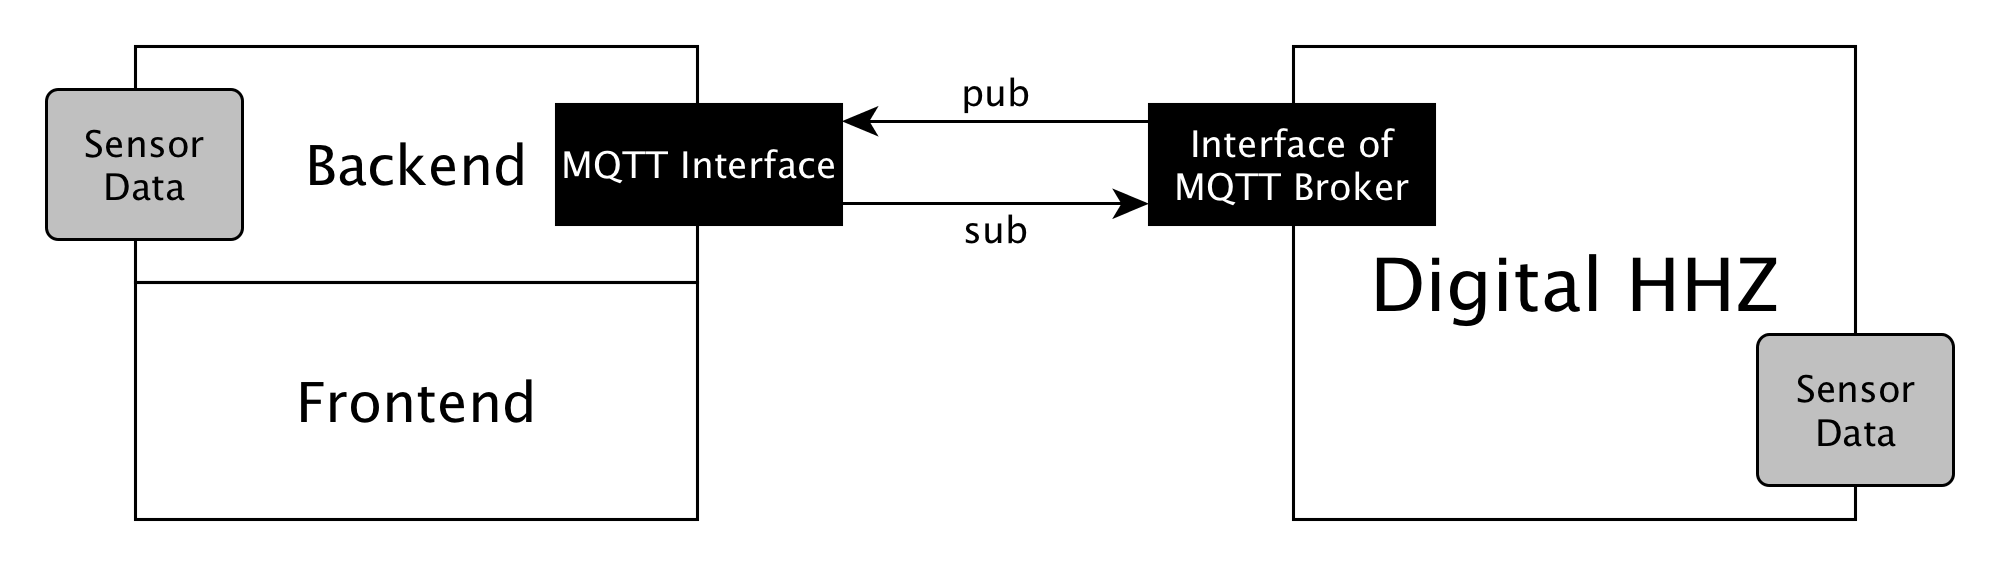 Sensor
Data
Backend
MQTT Interface
pub
sub
Interface of
MQTT Broker
Digital HHZ
Frontend
Sensor
Data